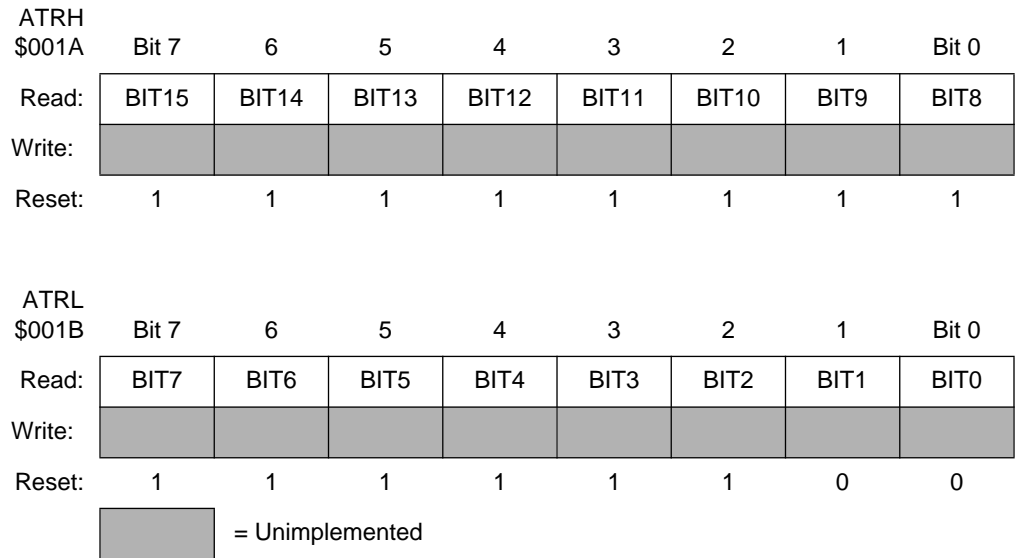 ATRH
$001A Bit 7 6 5 4 3 2 1 Bit 0
Read: BIT15 BIT14 BIT13 BIT12 BIT11 BIT10 BIT9 BIT8
Write:
Reset: 1 1 1 1 1 1 1 1
ATRL
$001B Bit 7 6 5 4 3 2 1 Bit 0
Read: BIT7 BIT6 BIT5 BIT4 BIT3 BIT2 BIT1 BIT0
Write:
Reset: 1 1 1 1 1 1 0 0
= Unimplemented